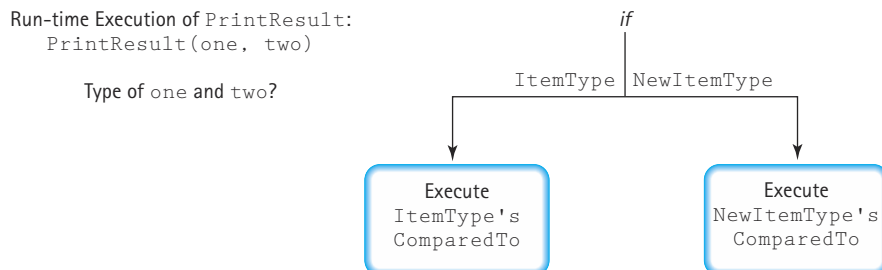 Run-time Execution of PrintResult:
PrintResult(one, two)
Type of one and two?
if
ItemType NewItemType
Execute
ItemType's
ComparedTo
Execute
NewItemType's
ComparedTo